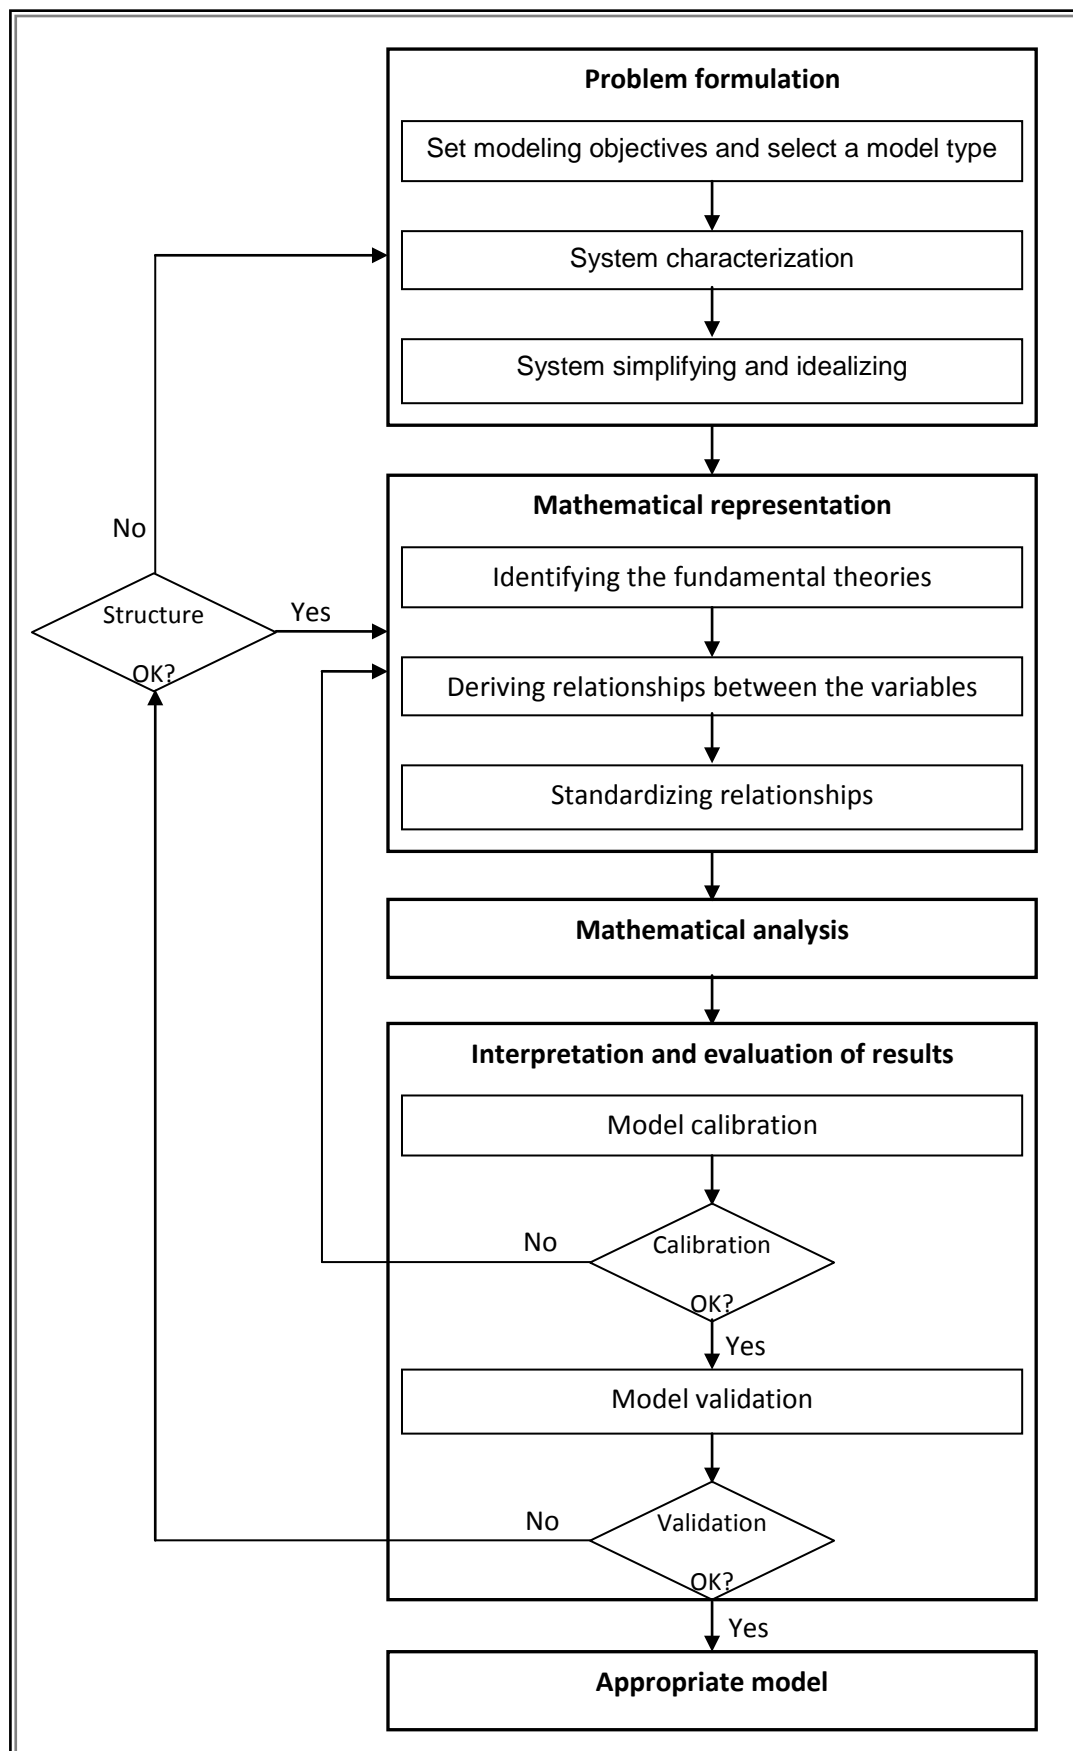 Problem formulation
Set modeling objectives and select a model type
System characterization
System simplifying and idealizing
Mathematical representation
No
Identifying the fundamental theories
Structure
OK?
Yes
Deriving relationships between the variables
Standardizing relationships
Mathematical analysis
Interpretation and evaluation of results
Model calibration
No
Calibration
OK?
Yes
Model validation
No
Validation
OK?
Yes
Appropriate model